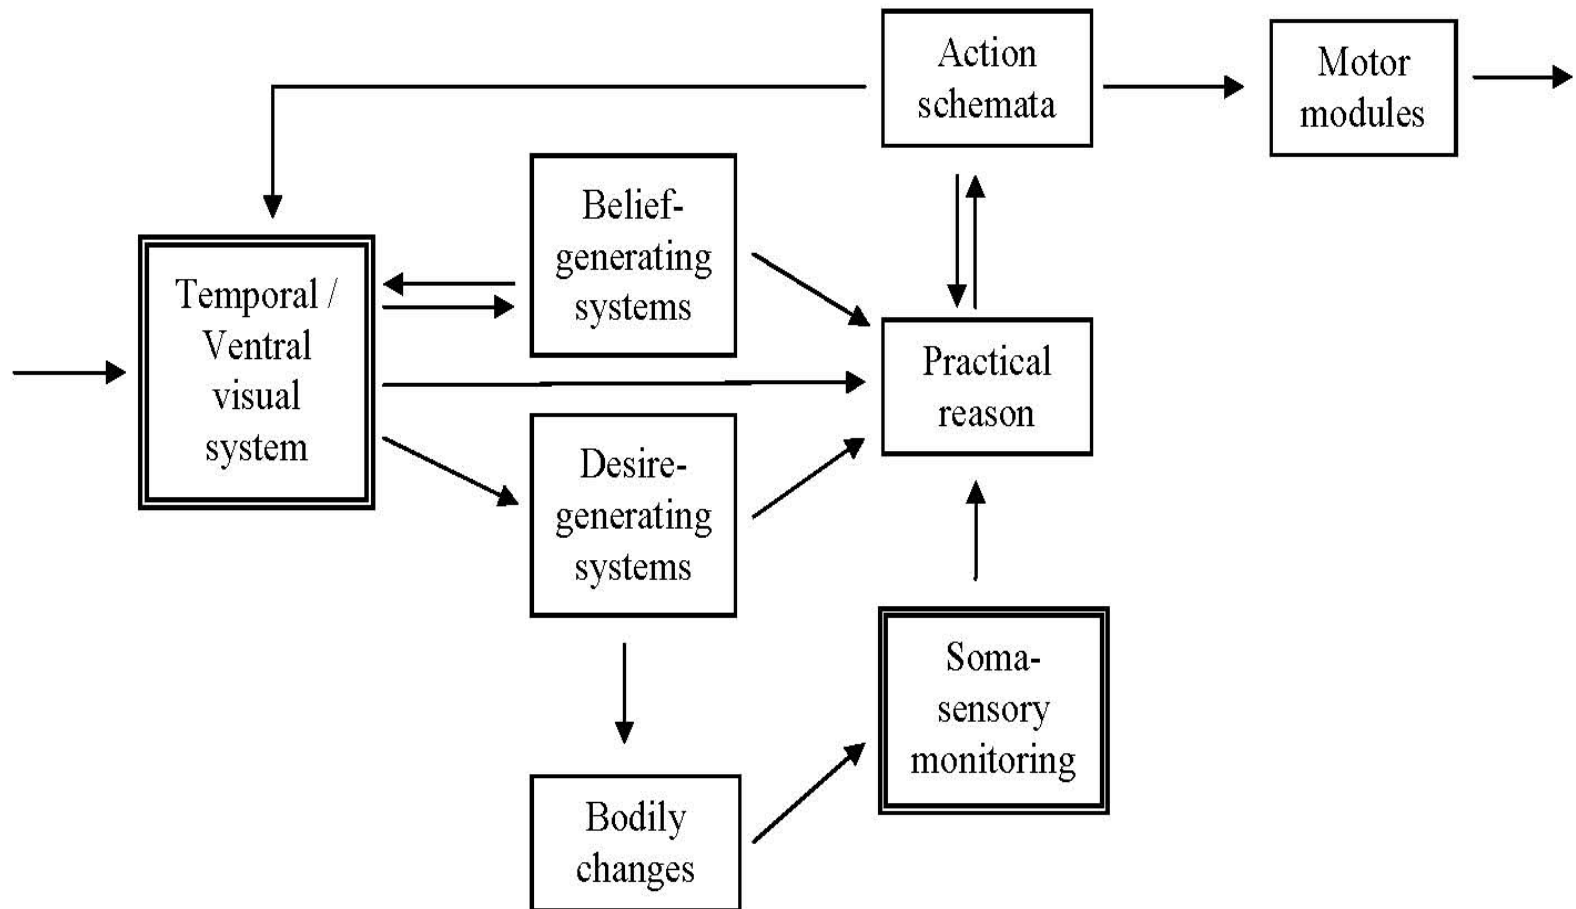 Action
schemata
Motor
modules
Belief-
generating
systems
Temporal /
Ventral
visual
system
Practical
reason
Desire-
generating
systems
Soma-
sensory
monitoring
Bodily
changes